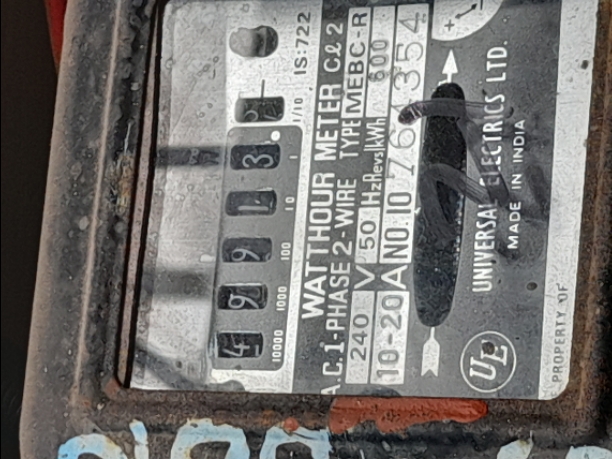 4 9 9 1 3
10000 1000 100 10 1 1/10
IS:722
WATTHOUR METER Cℓ 2
A.C. 1-PHASE 2-WIRE TYPE MEBC-R
240 V 50 Hz Revs/kWh 600
10-20 A NO. 10
+ -
UE
UNIVERSAL ELECTRICS LTD.
MADE IN INDIA
PROPERTY OF